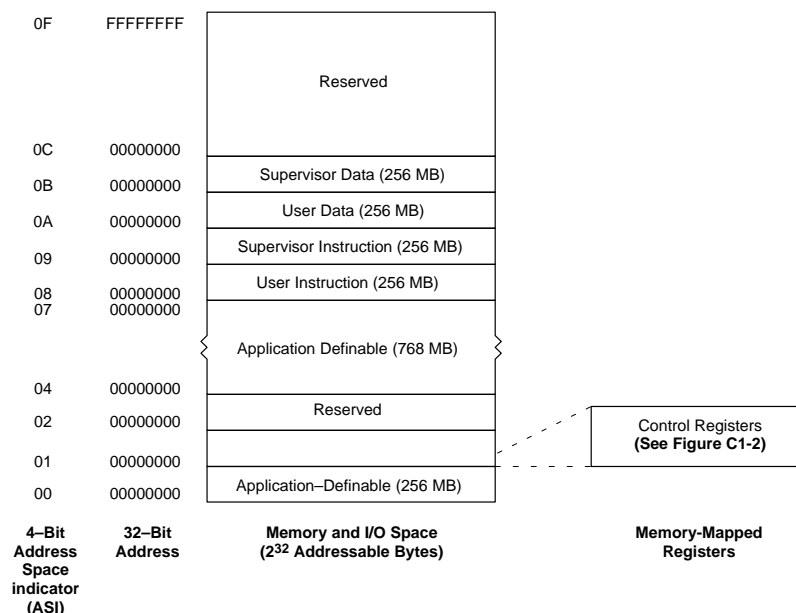 0F FFFFFFFF
Reserved
0C 00000000
Supervisor Data (256 MB)
0B 00000000
User Data (256 MB)
0A 00000000
Supervisor Instruction (256 MB)
09 00000000
User Instruction (256 MB)
08 00000000
07 00000000
Application Definable (768 MB)
04 00000000
Reserved
02 00000000
Control Registers
(See Figure C1-2)
01 00000000
Application–Definable (256 MB)
00 00000000
4–Bit
Address
Space
indicator
(ASI)
32–Bit
Address
Memory and I/O Space
(2^32 Addressable Bytes)
Memory-Mapped
Registers